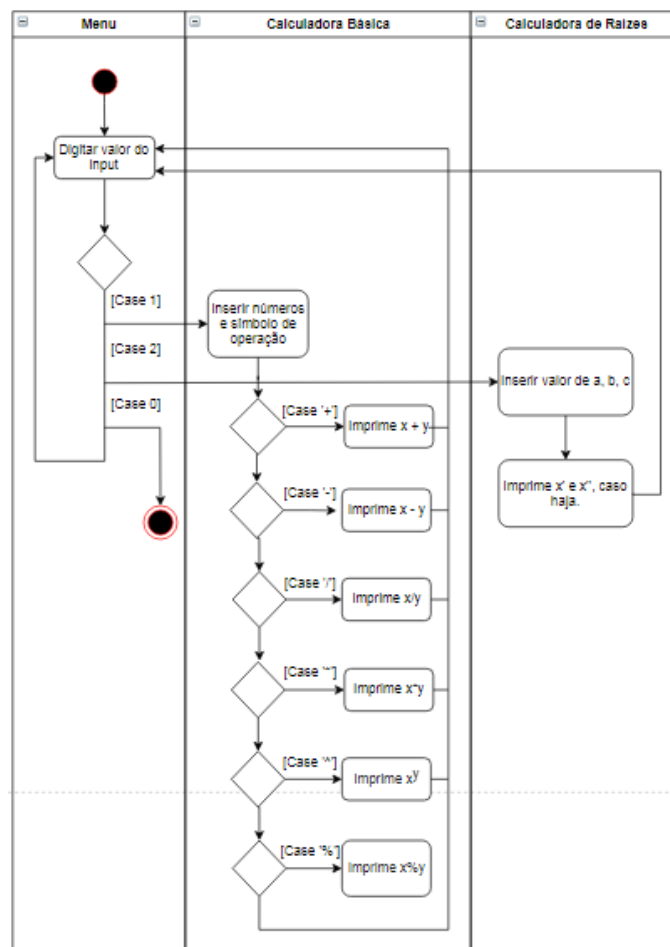 Menu
Calculadora Básica
Calculadora de Raízes
Digitar valor do
input
[Case 1]
Inserir números
e símbolo de
operação
[Case 2]
Inserir valor de a, b, c
[Case 0]
[Case '+']
Imprime x + y
Imprime x' e x'', caso
haja.
[Case '-']
Imprime x - y
[Case '/']
Imprime x/y
[Case '*']
Imprime x*y
[Case '^']
Imprime xʸ
[Case '%']
Imprime x%y